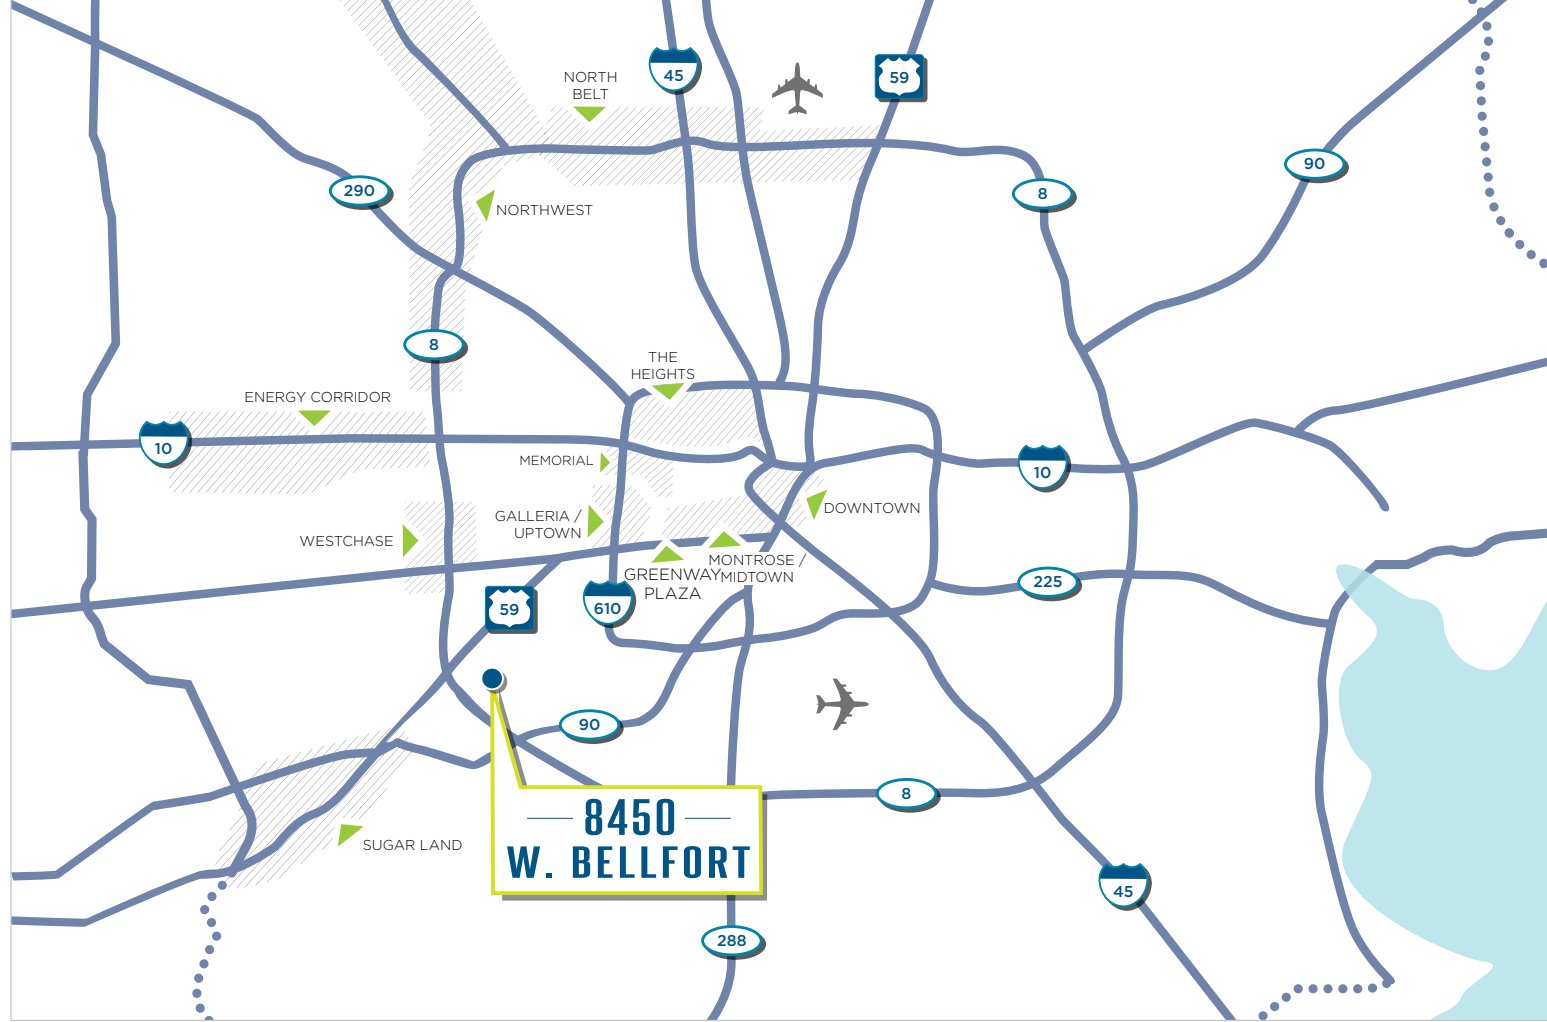 NORTH
BELT
45
59
90
290
8
NORTHWEST
8
THE
HEIGHTS
ENERGY CORRIDOR
10
MEMORIAL
10
GALLERIA /
UPTOWN
DOWNTOWN
WESTCHASE
MONTROSE /
MIDTOWN
GREENWAY
PLAZA
225
59
610
90
8
8450
W. BELLFORT
SUGAR LAND
45
288